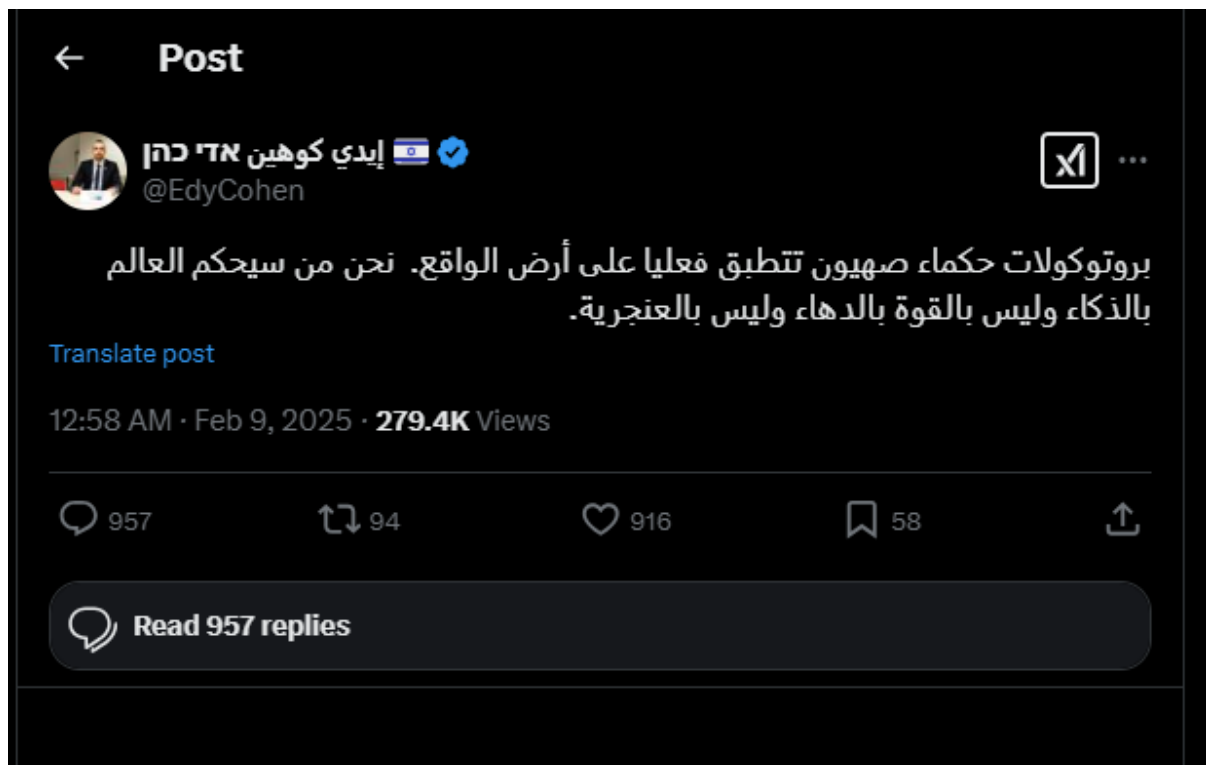 Post
إيدي كوهين אדי כהן
@EdyCohen
بروتوكولات حكماء صهيون تتطبق فعليا على أرض الواقع. نحن من سيحكم العالم
بالذكاء وليس بالقوة بالدهاء وليس بالعنجرية.
Translate post
12:58 AM · Feb 9, 2025 · 279.4K Views
957 94 916 58
Read 957 replies